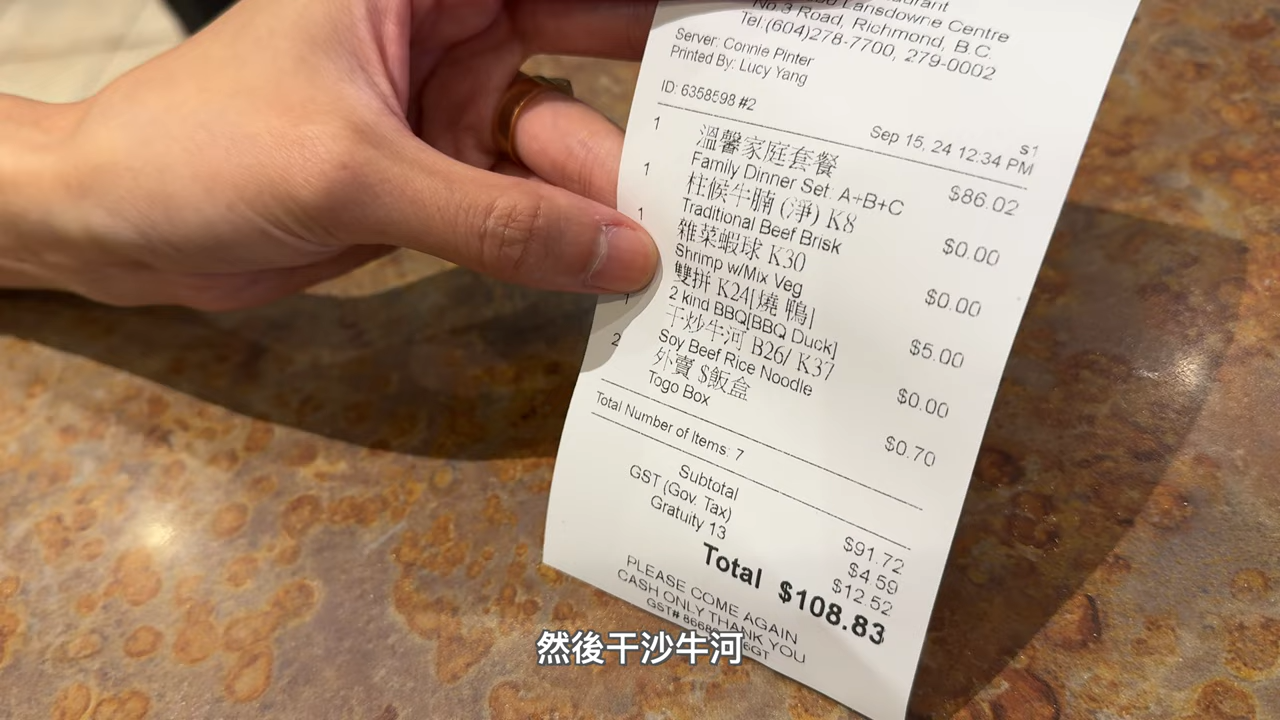 Lansdowne Centre
No.3 Road, Richmond, B.C.
Tel:(604)278-7700, 279-0002
Server: Connie Pinter
Printed By: Lucy Yang
ID: 6358598 #2
s1
Sep 15, 24 12:34 PM
1 溫馨家庭套餐 $86.02
Family Dinner Set: A+B+C
1 柱候牛腩 (淨) K8 $0.00
Traditional Beef Brisk
1 雜菜蝦球 K30 $0.00
Shrimp w/Mix Veg
雙拼 K24[燒 鴨] $5.00
2 kind BBQ[BBQ Duck]
1 干炒牛河 B26/ K37 $0.00
Soy Beef Rice Noodle
2 外賣 $飯盒 $0.70
Togo Box
Total Number of Items: 7
Subtotal $91.72
GST (Gov. Tax) $4.59
Gratuity 13 $12.52
Total $108.83
PLEASE COME AGAIN
CASH ONLY THANK YOU
GST#
然後干沙牛河